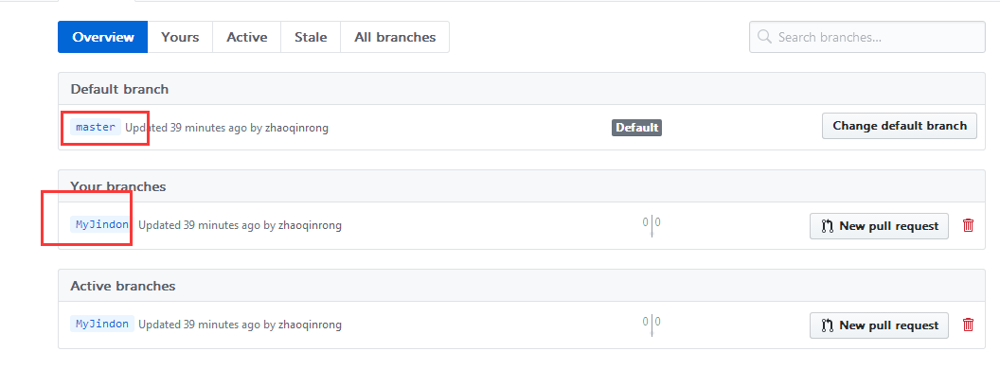 Overview Yours Active Stale All branches Search branches...
Default branch
master Updated 39 minutes ago by zhaoqinrong Default Change default branch
Your branches
MyJindon Updated 39 minutes ago by zhaoqinrong 0 0 New pull request
Active branches
MyJindon Updated 39 minutes ago by zhaoqinrong 0 0 New pull request